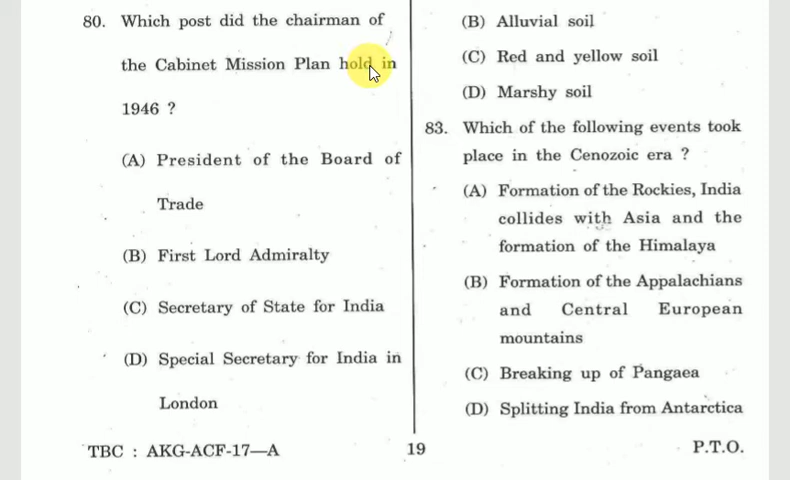 80. Which post did the chairman of
the Cabinet Mission Plan hold in
1946 ?
(A) President of the Board of
Trade
(B) First Lord Admiralty
(C) Secretary of State for India
(D) Special Secretary for India in
London
(B) Alluvial soil
(C) Red and yellow soil
(D) Marshy soil
83. Which of the following events took
place in the Cenozoic era ?
(A) Formation of the Rockies, India
collides with Asia and the
formation of the Himalaya
(B) Formation of the Appalachians
and Central European
mountains
(C) Breaking up of Pangaea
(D) Splitting India from Antarctica
TBC : AKG-ACF-17—A
19
P.T.O.